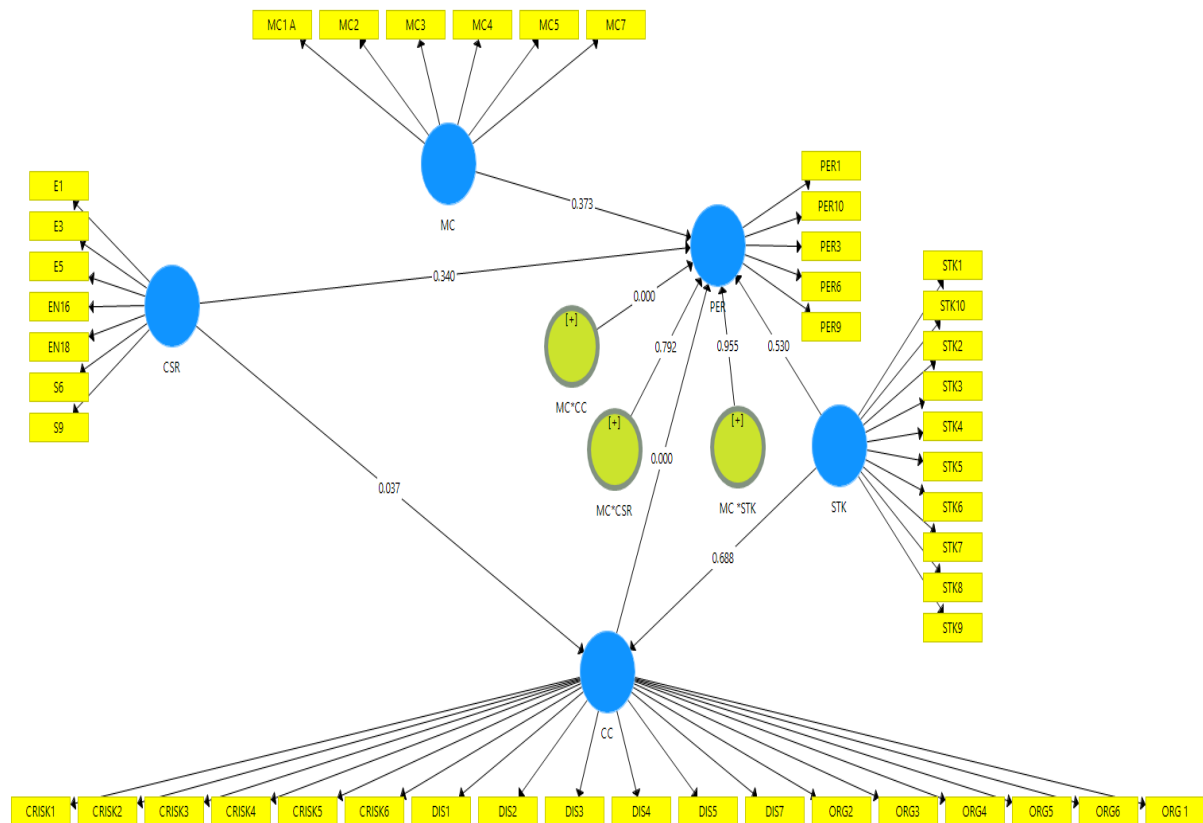 MC1 A
MC2
MC3
MC4
MC5
MC7
MC
0.373
E1
E3
E5
EN16
EN18
S6
S9
CSR
0.340
0.037
PER1
PER10
PER3
PER6
PER9
PER
0.000
[+]
MC*CC
0.792
[+]
MC*CSR
0.955
[+]
MC *STK
0.530
0.000
STK1
STK10
STK2
STK3
STK4
STK5
STK6
STK7
STK8
STK9
STK
0.688
CC
CRISK1
CRISK2
CRISK3
CRISK4
CRISK5
CRISK6
DIS1
DIS2
DIS3
DIS4
DIS5
DIS7
ORG2
ORG3
ORG4
ORG5
ORG6
ORG 1